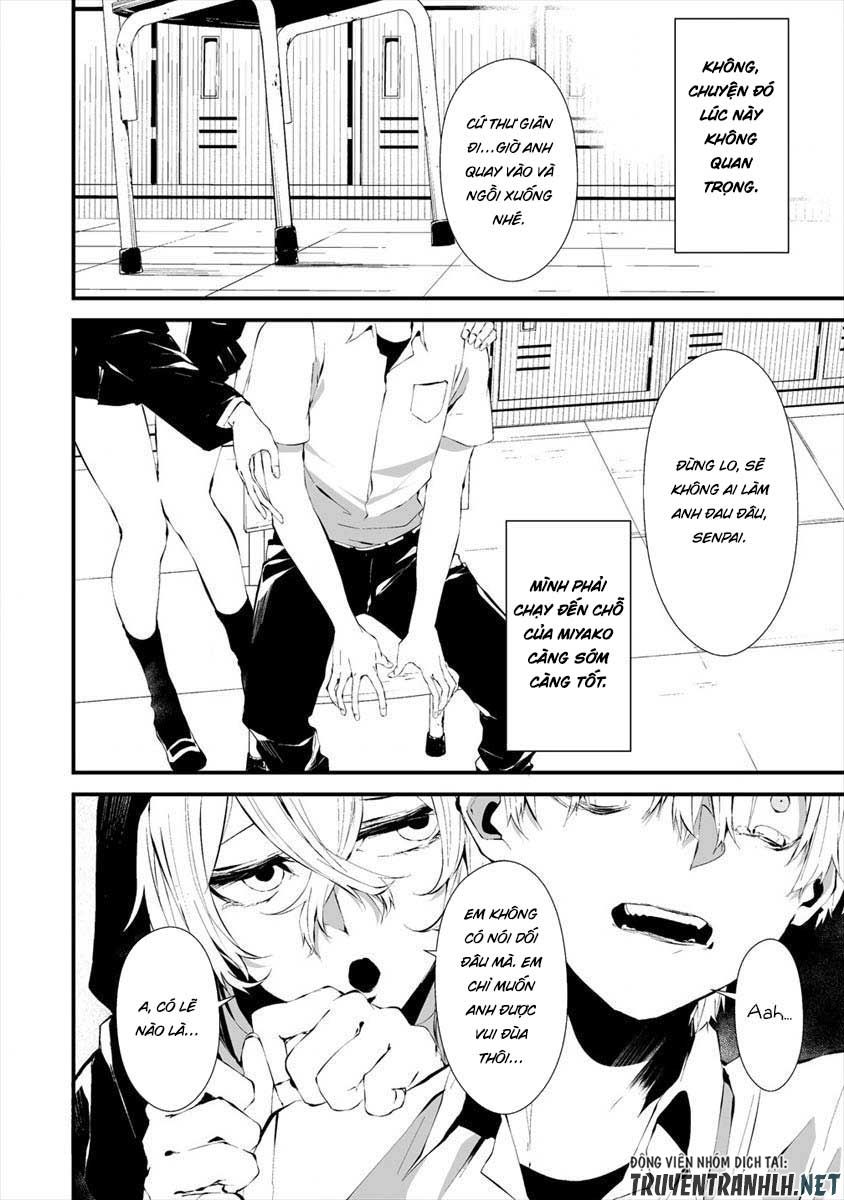 KHÔNG,
CHUYỆN ĐÓ
LÚC NÀY
KHÔNG
QUAN
TRỌNG.
CỨ THƯ GIÃN
ĐI...GIỜ ANH
QUAY VÀO VÀ
NGỒI XUỐNG
NHÉ.
ĐỪNG LO, SẼ
KHÔNG AI LÀM
ANH ĐAU ĐÂU,
SENPAI.
MÌNH PHẢI
CHẠY ĐẾN CHỖ
CỦA MIYAKO
CÀNG SỚM
CÀNG TỐT.
Aah...
EM KHÔNG
CÓ NÓI DỐI
ĐÂU MÀ. EM
CHỈ MUỐN
ANH ĐƯỢC
VUI ĐÙA
THÔI...
A, CÓ LẼ
NÀO LÀ...
ĐỘNG VIÊN NHÓM DỊCH TẠI:
TRUYENTRANHLH.NET